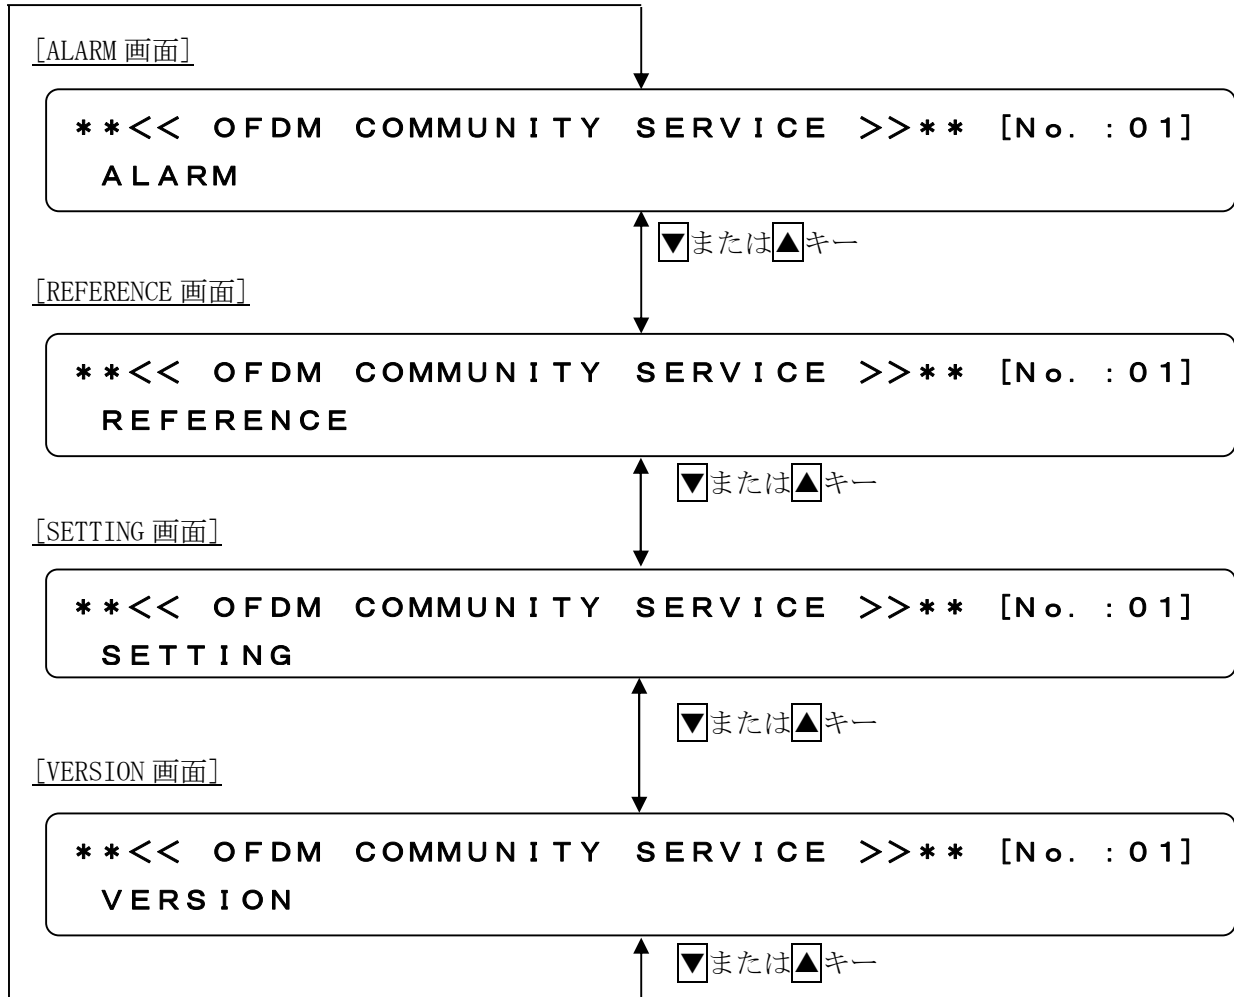 [ALARM 画面]
**<< OFDM COMMUNITY SERVICE >>** [No. :01]
ALARM
▼または▲キー
[REFERENCE 画面]
**<< OFDM COMMUNITY SERVICE >>** [No. :01]
REFERENCE
▼または▲キー
[SETTING 画面]
**<< OFDM COMMUNITY SERVICE >>** [No. :01]
SETTING
▼または▲キー
[VERSION 画面]
**<< OFDM COMMUNITY SERVICE >>** [No. :01]
VERSION
▼または▲キー